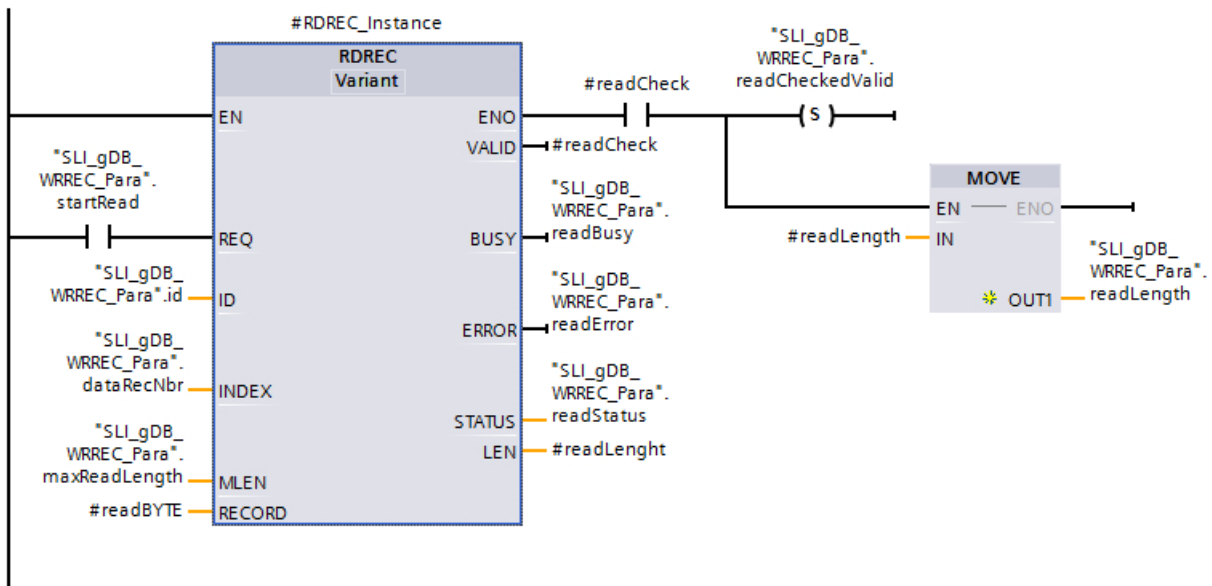 #RDREC_Instance
RDREC
Variant
EN
ENO
#readCheck
"SLI_gDB_
WRREC_Para".
readCheckedValid
( S )
VALID
#readCheck
"SLI_gDB_
WRREC_Para".
startRead
REQ
"SLI_gDB_
WRREC_Para".
readBusy
BUSY
MOVE
EN
ENO
#readLength
IN
OUT1
"SLI_gDB_
WRREC_Para".
readLength
"SLI_gDB_
WRREC_Para".id
ID
"SLI_gDB_
WRREC_Para".
readError
ERROR
"SLI_gDB_
WRREC_Para".
dataRecNbr
INDEX
"SLI_gDB_
WRREC_Para".
readStatus
STATUS
LEN
#readLenght
"SLI_gDB_
WRREC_Para".
maxReadLength
MLEN
#readBYTE
RECORD